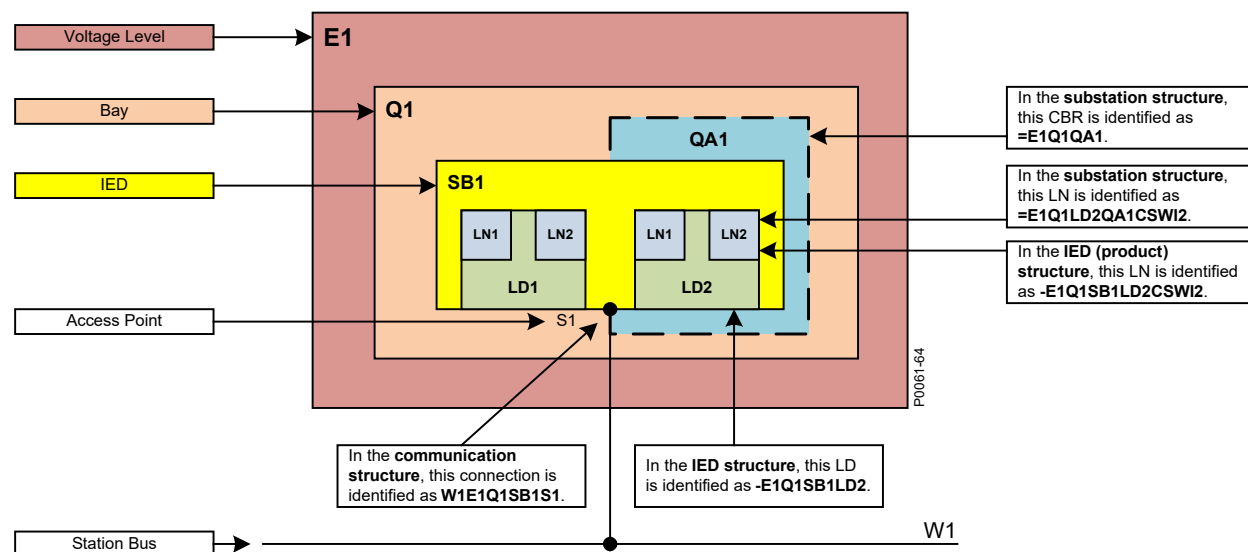 Voltage Level
E1
Bay
Q1
In the substation structure,
this CBR is identified as
=E1Q1QA1.
QA1
IED
SB1
In the substation structure,
this LN is identified as
=E1Q1LD2QA1CSWI2.
LN1
LN2
LN1
LN2
In the IED (product)
structure, this LN is identified
as -E1Q1SB1LD2CSWI2.
LD1
LD2
Access Point
S1
P0061-64
In the communication
structure, this connection is
identified as W1E1Q1SB1S1.
In the IED structure, this LD
is identified as -E1Q1SB1LD2.
Station Bus
W1